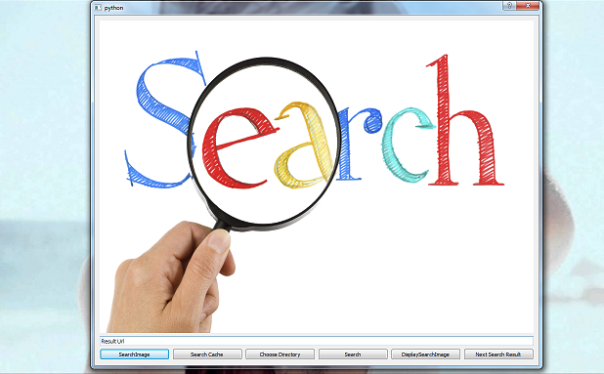 python
Search
Result Url
SearchImage Search Cache Choose Directory Search DisplaySearchImage Next Search Result